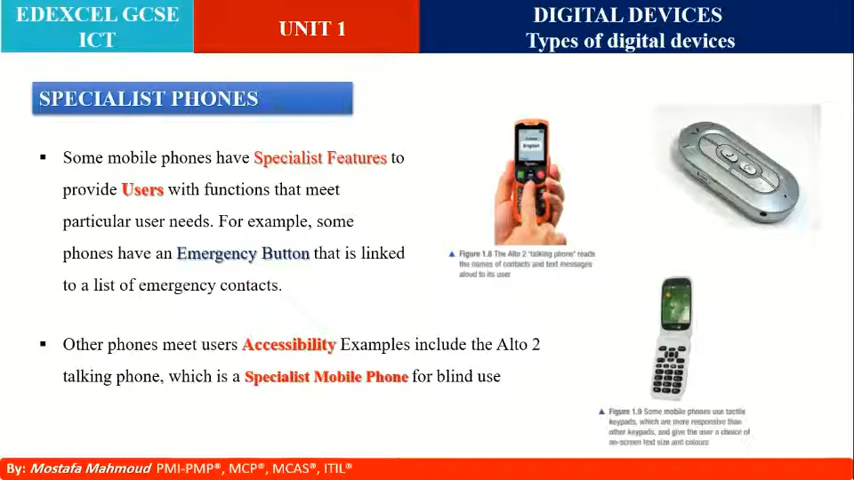 EDEXCEL GCSE
ICT
UNIT 1
DIGITAL DEVICES
Types of digital devices
SPECIALIST PHONES
▪ Some mobile phones have Specialist Features to
provide Users with functions that meet
particular user needs. For example, some
phones have an Emergency Button that is linked
to a list of emergency contacts.
▪ Other phones meet users Accessibility Examples include the Alto 2
talking phone, which is a Specialist Mobile Phone for blind use
English
▲ Figure 1.8 The Alto 2 'talking phone' reads
the names of contacts and text messages
aloud to its user
▲ Figure 1.9 Some mobile phones use tactile
keypads, which are more responsive than
other keypads, and give the user a choice of
on-screen text size and colours
By: Mostafa Mahmoud PMI-PMP®, MCP®, MCAS®, ITIL®